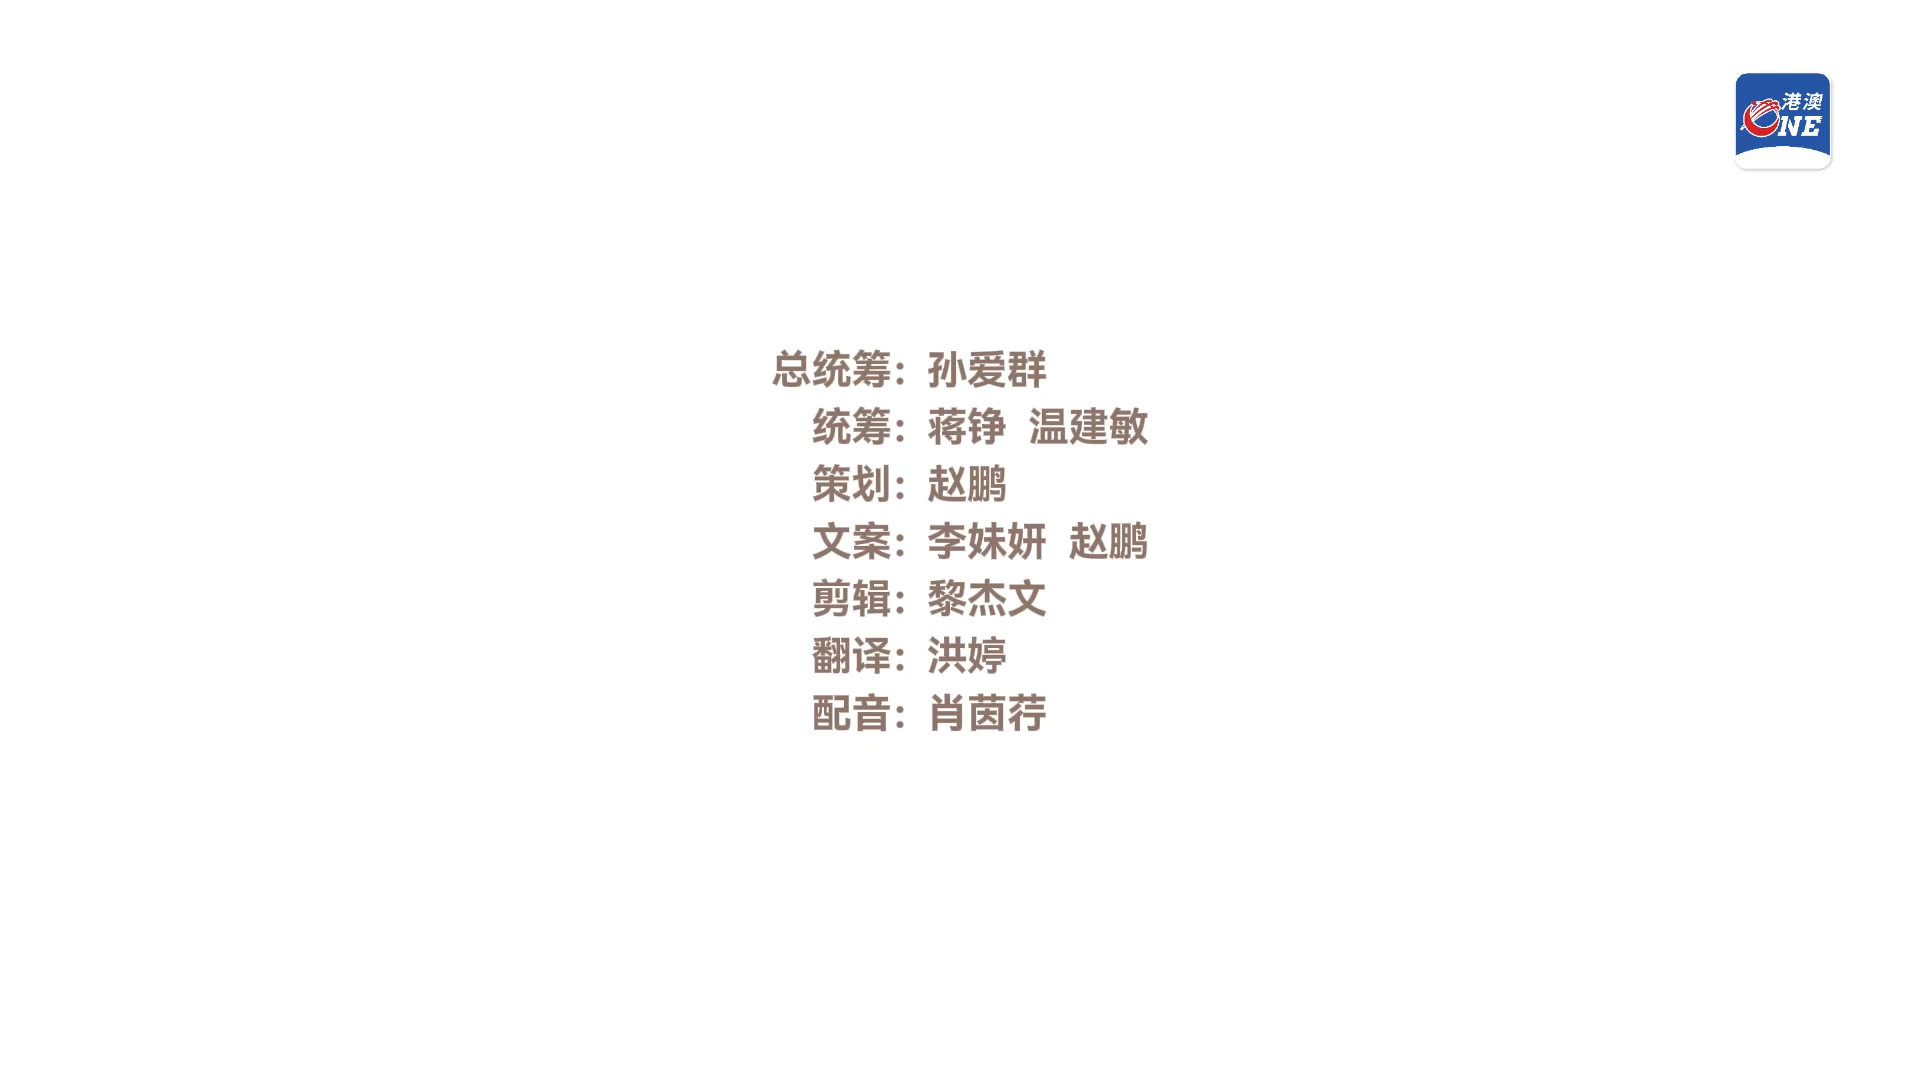 港澳
ONE
总统筹：孙爱群
统筹：蒋铮 温建敏
策划：赵鹏
文案：李妹妍 赵鹏
剪辑：黎杰文
翻译：洪婷
配音：肖茵荇